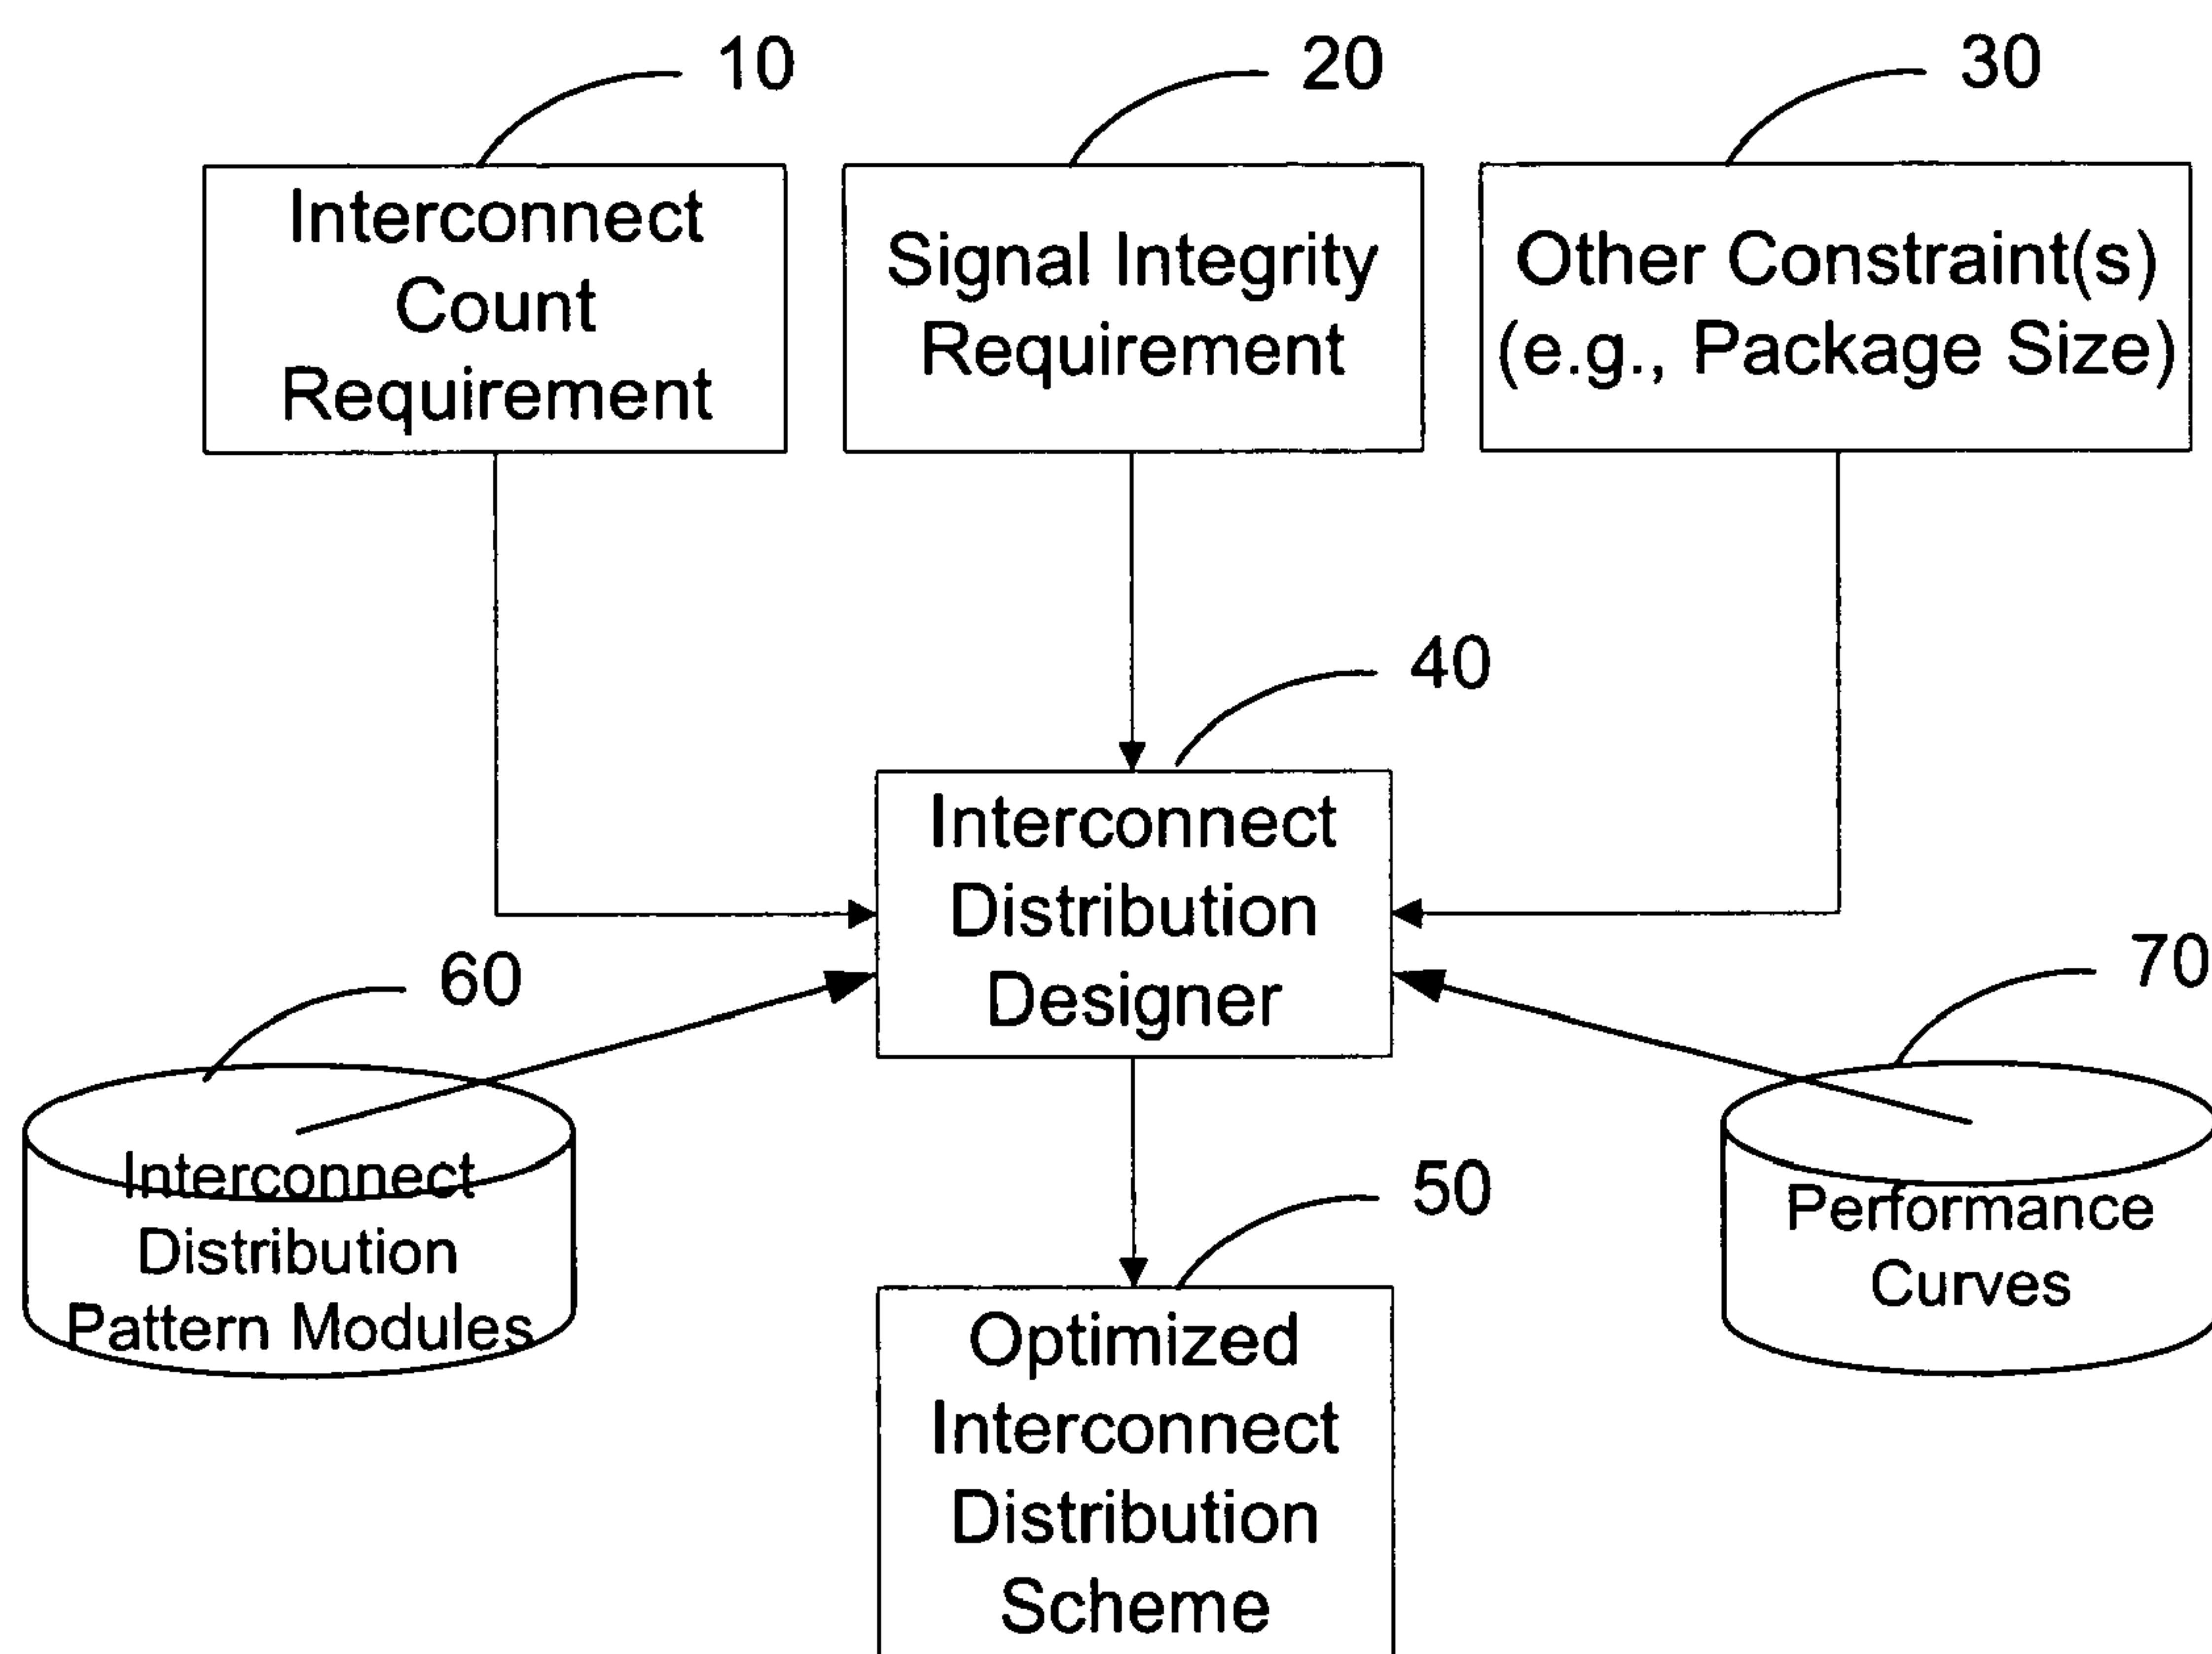 10
20
30
Interconnect
Count
Requirement
Signal Integrity
Requirement
Other Constraint(s)
(e.g., Package Size)
40
Interconnect
Distribution
Designer
60
70
Interconnect
Distribution
Pattern Modules
Performance
Curves
50
Optimized
Interconnect
Distribution
Scheme